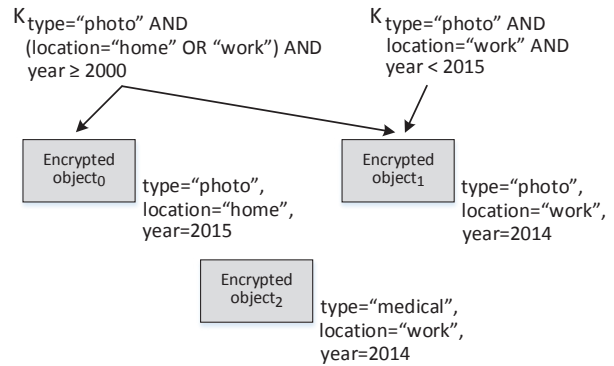 K type="photo" AND
(location="home" OR "work") AND
year ≥ 2000
K type="photo" AND
location="work" AND
year < 2015
Encrypted
object0
type="photo",
location="home",
year=2015
Encrypted
object1
type="photo",
location="work",
year=2014
Encrypted
object2
type="medical",
location="work",
year=2014